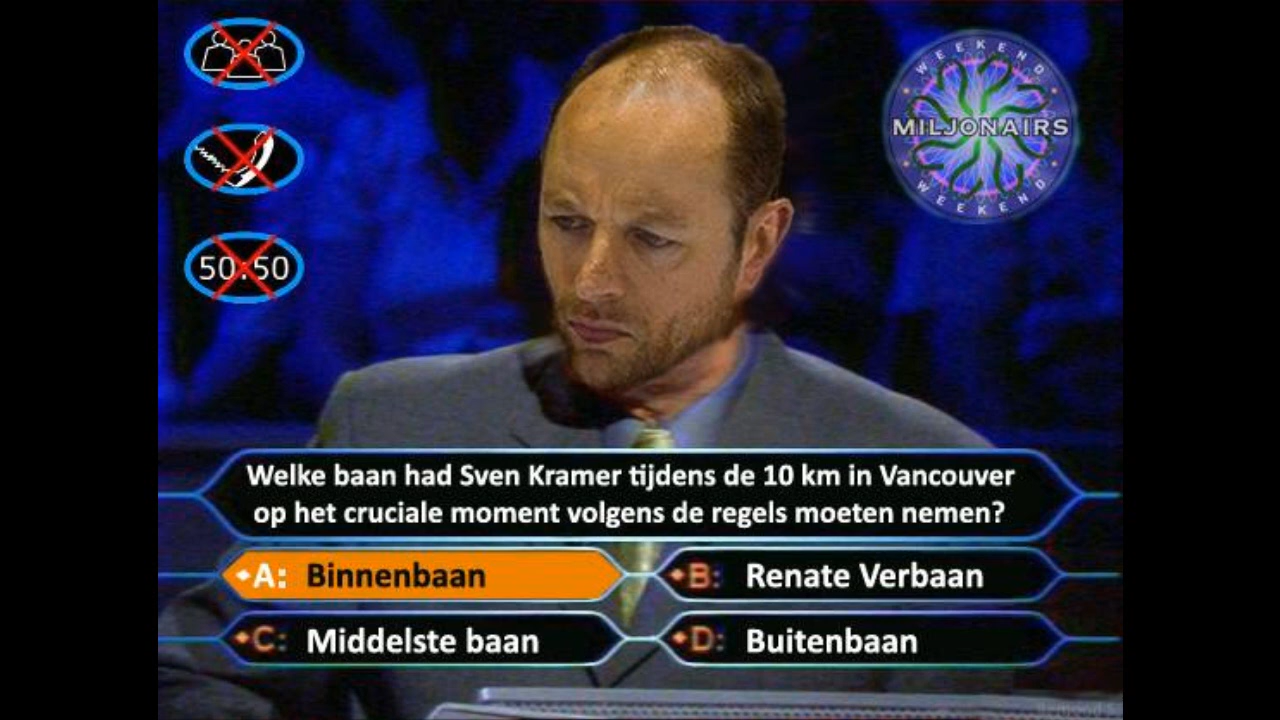 50:50
WEEKEND
MILJONAIRS
WEEKEND
Welke baan had Sven Kramer tijdens de 10 km in Vancouver
op het cruciale moment volgens de regels moeten nemen?
A: Binnenbaan
B: Renate Verbaan
C: Middelste baan
D: Buitenbaan